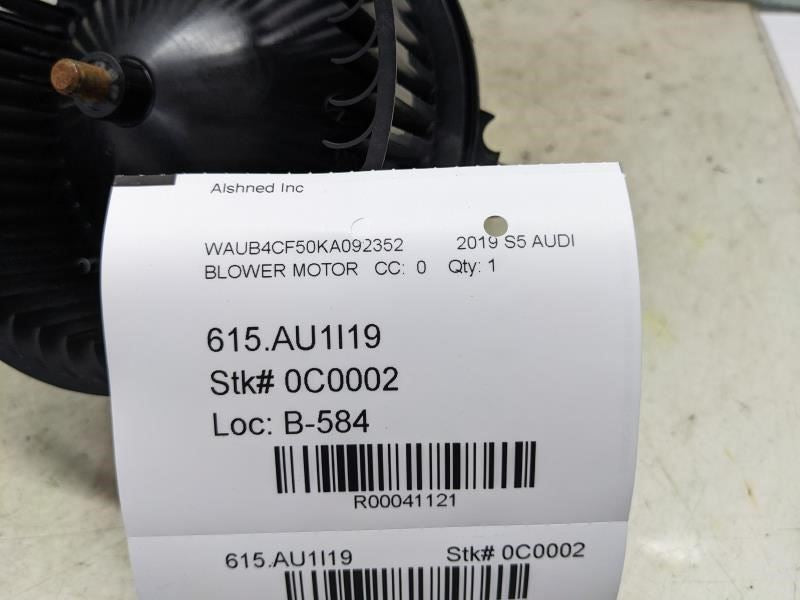 Alshned Inc
WAUB4CF50KA092352 2019 S5 AUDI
BLOWER MOTOR CC: 0 Qty: 1
615.AU1I19
Stk# 0C0002
Loc: B-584
R00041121
615.AU1I19 Stk# 0C0002